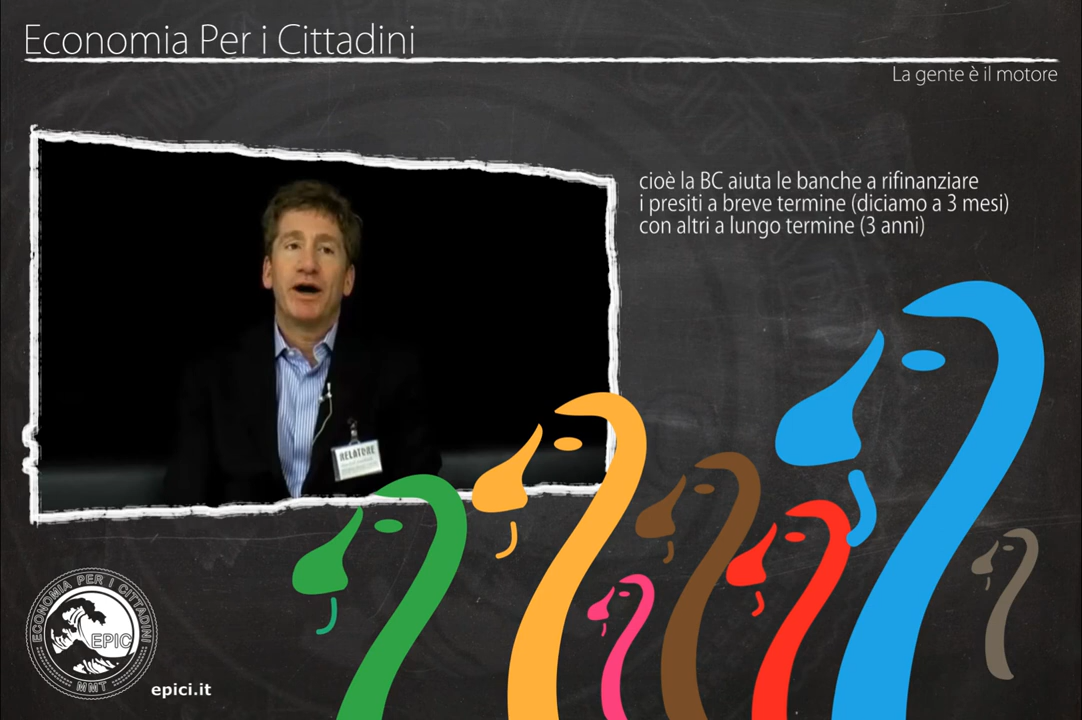 Economia Per i Cittadini
La gente è il motore
cioè la BC aiuta le banche a rifinanziare
i presiti a breve termine (diciamo a 3 mesi)
con altri a lungo termine (3 anni)
RELATORE
ECONOMIA PER I CITTADINI
EPIC
MMT
epici.it